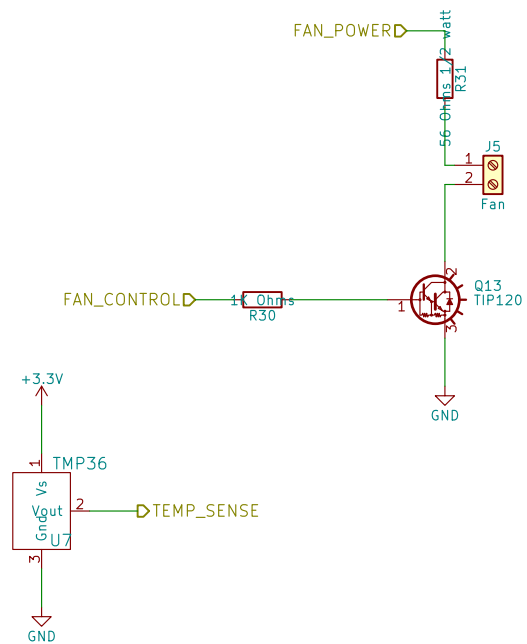 FAN_POWER
56 Ohms 1/2 watt
R31
J5
1
2
Fan
FAN_CONTROL
1K Ohms
R30
1
2
3
Q13
TIP120
GND
+3.3V
1
TMP36
Vs
Vout
Gnd
2
TEMP_SENSE
U7
3
GND